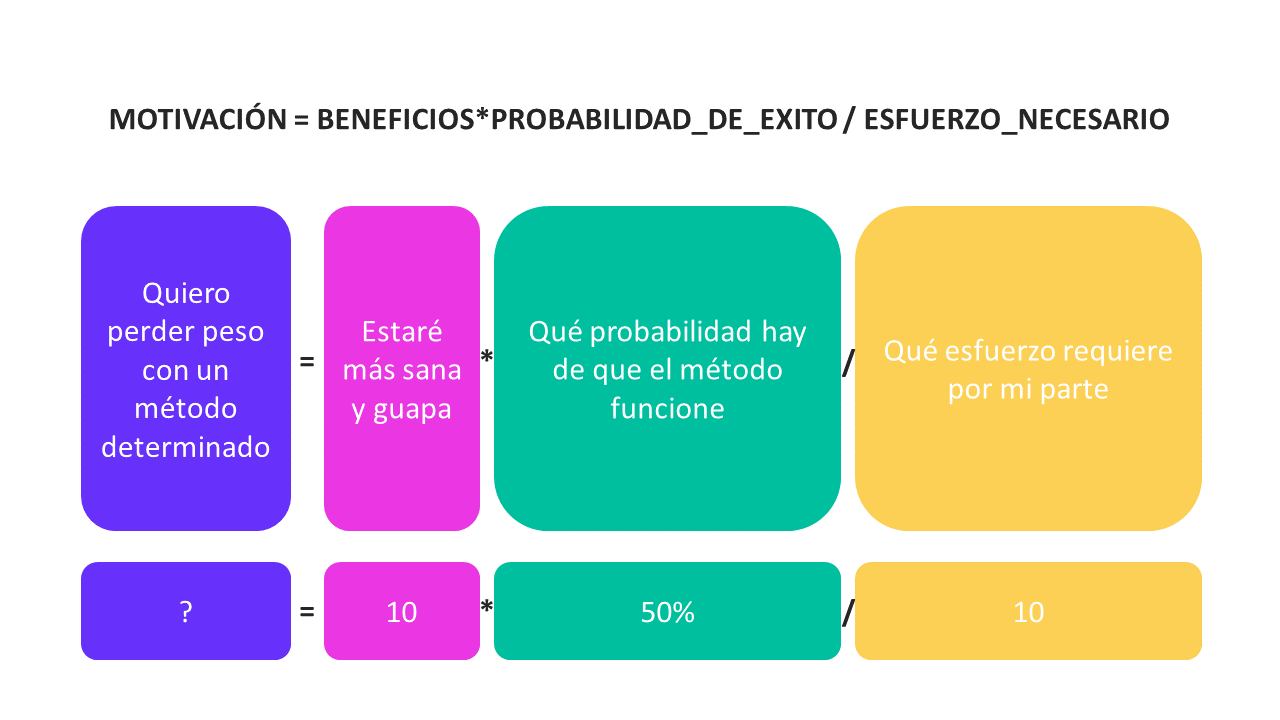 MOTIVACIÓN = BENEFICIOS*PROBABILIDAD_DE_EXITO / ESFUERZO_NECESARIO
Quiero
perder peso
con un
método
determinado
=
Estaré
más sana
y guapa
*
Qué probabilidad hay
de que el método
funcione
/
Qué esfuerzo requiere
por mi parte
? = 10 * 50% / 10